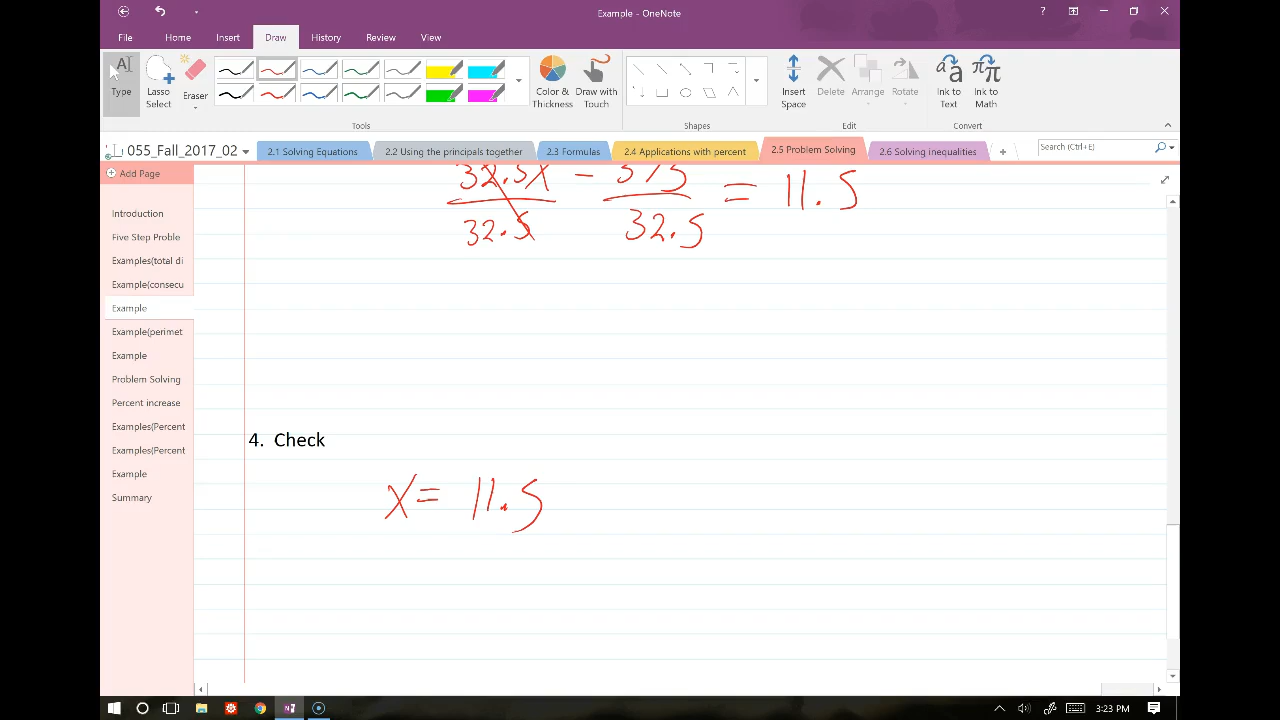 Example - OneNote
?
File Home Insert Draw History Review View
Type
Lasso Select
Eraser
Color & Thickness
Draw with Touch
Insert Space
Delete
Arrange
Rotate
Ink to Text
Ink to Math
Tools Shapes Edit Convert
055_Fall_2017_02 2.1 Solving Equations 2.2 Using the principals together 2.3 Formulas 2.4 Applications with percent 2.5 Problem Solving 2.6 Solving inequalities + Search (Ctrl+E)
Add Page
Introduction
Five Step Proble
Examples(total di
Example(consecu
Example
Example(perimet
Example
Problem Solving
Percent increase
Examples(Percent
Examples(Percent
Example
Summary
32.5x - 375 = 11.5
32.5 32.5
4. Check
x = 11.5
3:23 PM